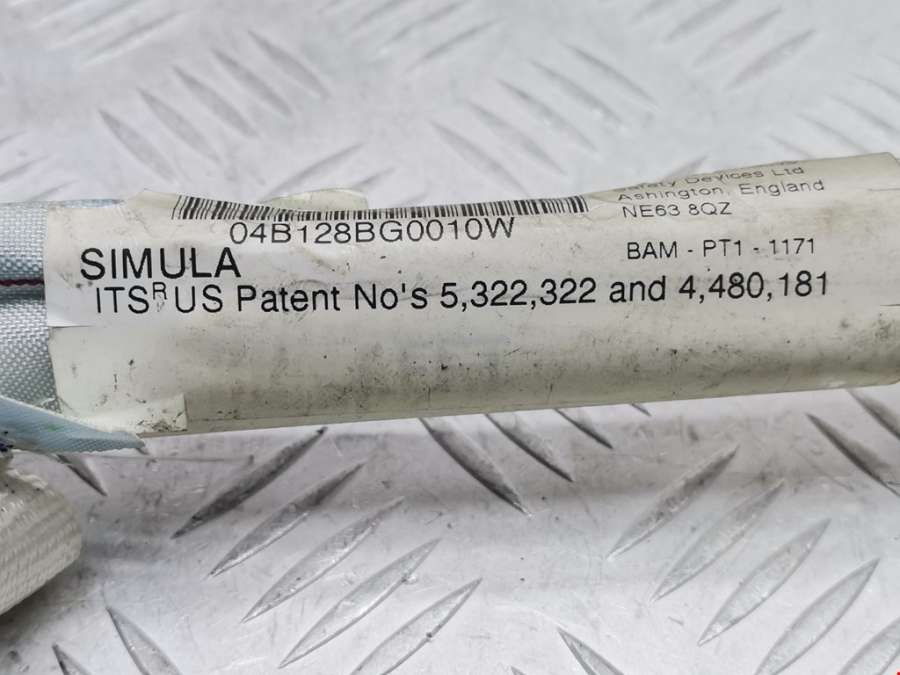 Safety Devices Ltd
Ashington, England
NE63 8QZ
04B128BG0010W
BAM - PT1 - 1171
SIMULA
ITSR US Patent No's 5,322,322 and 4,480,181